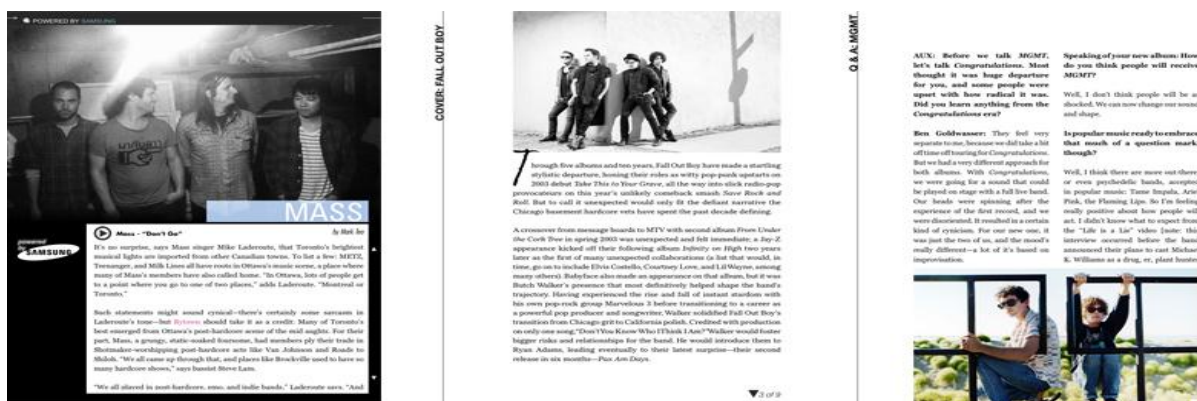 POWERED BY SAMSUNG
MASS
Mass - "Don't Go"
by Mark Teo
powered by
SAMSUNG
It's no surprise, says Mass singer Mike Laderoute, that Toronto's brightest
musical lights are imported from other Canadian towns. To list a few: METZ,
Teenanger, and Milk Lines all have roots in Ottawa's music scene, a place where
many of Mass's members have also called home. "In Ottawa, lots of people get
to a point where you go to one of two places," adds Laderoute. "Montreal or
Toronto."
Such statements might sound cynical—there's certainly some sarcasm in
Laderoute's tone—but Bytown should take it as a credit: Many of Toronto's
best emerged from Ottawa's post-hardcore scene of the mid aughts. For their
part, Mass, a grungy, static-soaked foursome, had members ply their trade in
Shotmaker-worshipping post-hardcore acts like Van Johnson and Roads to
Shiloh. "We all came up through that, and places like Brockville used to have so
many hardcore shows," says bassist Steve Lam.
"We all played in post-hardcore, emo, and indie bands," Laderoute says. "And
COVER: FALL OUT BOY
Through five albums and ten years, Fall Out Boy have made a startling
stylistic departure, honing their roles as witty pop-punk upstarts on
2003 debut Take This to Your Grave, all the way into slick radio-pop
provocateurs on this year's unlikely comeback smash Save Rock and
Roll. But to call it unexpected would only fit the defiant narrative the
Chicago basement hardcore vets have spent the past decade defining.
A crossover from message boards to MTV with second album From Under
the Cork Tree in spring 2003 was unexpected and felt immediate; a Jay-Z
appearance kicked off their following album Infinity on High two years
later as the first of many unexpected collaborations (a list that would, in
time, go on to include Elvis Costello, Courtney Love, and Lil Wayne, among
many others). Babyface also made an appearance on that album, but it was
Butch Walker's presence that most definitively helped shape the band's
trajectory. Having experienced the rise and fall of instant stardom with
his own pop-rock group Marvelous 3 before transitioning to a career as
a powerful pop producer and songwriter, Walker solidified Fall Out Boy's
transition from Chicago grit to California polish. Credited with production
on only one song, "Don't You Know Who I Think I Am?" Walker would foster
bigger risks and relationships for the band. He would introduce them to
Ryan Adams, leading eventually to their latest surprise—their second
release in six months—Pax Am Days.
3 of 9
Q & A: MGMT
AUX: Before we talk MGMT,
let's talk Congratulations. Most
thought it was huge departure
for you, and some people were
upset with how radical it was.
Did you learn anything from the
Congratulations era?
Ben Goldwasser: They feel very
separate to me, because we did take a bit
off time off touring for Congratulations.
But we had a very different approach for
both albums. With Congratulations,
we were going for a sound that could
be played on stage with a full live band.
Our heads were spinning after the
experience of the first record, and we
were disoriented. It resulted in a certain
kind of cynicism. For our new one, it
was just the two of us, and the mood's
really different—a lot of it's based on
improvisation.
Speaking of your new album: How
do you think people will receive
MGMT?
Well, I don't think people will be as
shocked. We can now change our sound
and shape.
Is popular music ready to embrace
that much of a question mark,
though?
Well, I think there are more out-there,
or even psychedelic bands, accepted
in popular music: Tame Impala, Ariel
Pink, the Flaming Lips. So I'm feeling
really positive about how people will
act. I didn't know what to expect from
the "Life is a Lie" video [note: this
interview occurred before the band
announced their plans to cast Michael
K. Williams as a drug, er, plant hunter